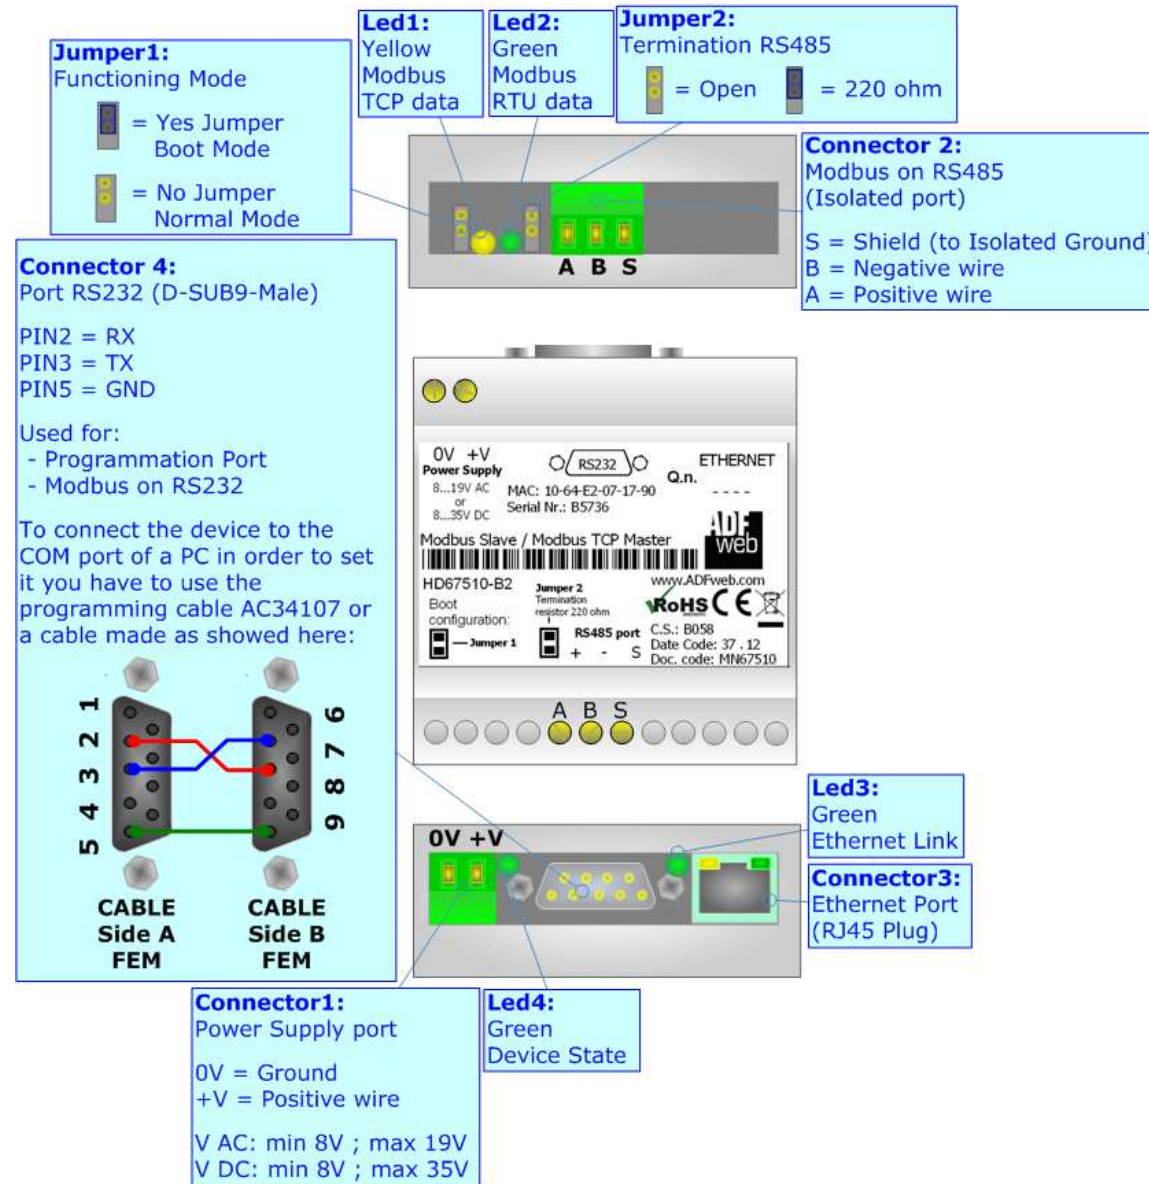 Led1:
Yellow
Modbus
TCP data
Led2:
Green
Modbus
RTU data
Jumper2:
Termination RS485
= Open
= 220 ohm
Jumper1:
Functioning Mode
= Yes Jumper
Boot Mode
= No Jumper
Normal Mode
Connector 2:
Modbus on RS485
(Isolated port)
S = Shield (to Isolated Ground)
B = Negative wire
A = Positive wire
A B S
Connector 4:
Port RS232 (D-SUB9-Male)
PIN2 = RX
PIN3 = TX
PIN5 = GND
Used for:
- Programmation Port
- Modbus on RS232
To connect the device to the
COM port of a PC in order to set
it you have to use the
programming cable AC34107 or
a cable made as showed here:
1
2
3
4
5
6
7
8
9
CABLE
Side A
FEM
CABLE
Side B
FEM
0V +V
Power Supply
8...19V AC
or
8...35V DC
RS232
MAC: 10-64-E2-07-17-90
Serial Nr.: B5736
Q.n.
ETHERNET
- - - -
ADF
web
Modbus Slave / Modbus TCP Master
HD67510-B2
Boot
configuration:
Jumper 1
Jumper 2
Termination
resistor 220 ohm
RS485 port
+ - S
www.ADFweb.com
RoHS CE
C.S.: B058
Date Code: 37 . 12
Doc. code: MN67510
A B S
0V +V
Led3:
Green
Ethernet Link
Connector3:
Ethernet Port
(RJ45 Plug)
Connector1:
Power Supply port
0V = Ground
+V = Positive wire
V AC: min 8V ; max 19V
V DC: min 8V ; max 35V
Led4:
Green
Device State